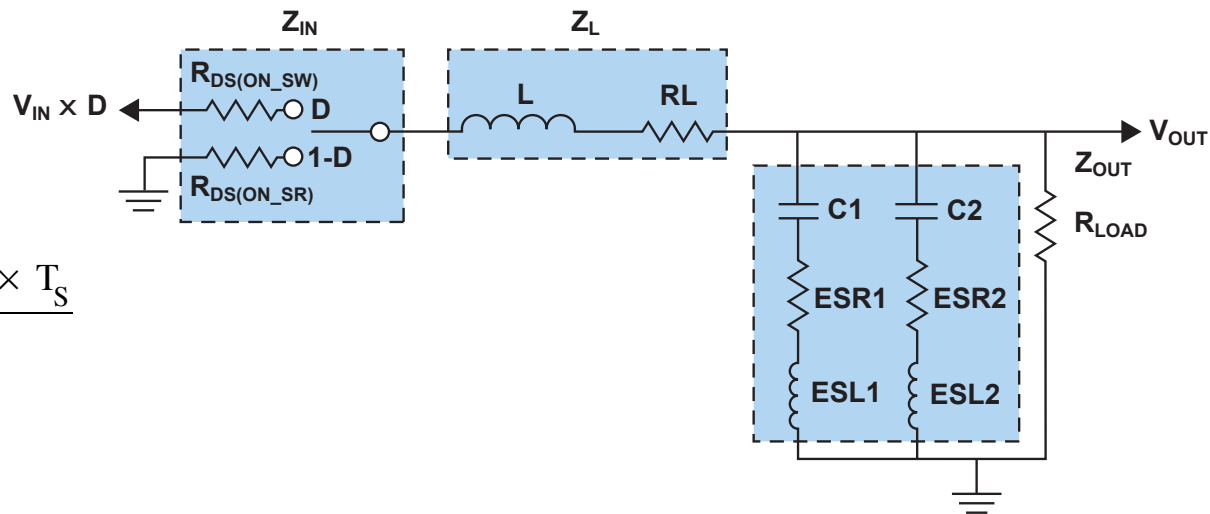 Z_IN
Z_L
R_DS(ON_SW)
V_IN × D
D
L
RL
V_OUT
1-D
Z_OUT
R_DS(ON_SR)
C1
C2
R_LOAD
× T_S
ESR1
ESR2
ESL1
ESL2